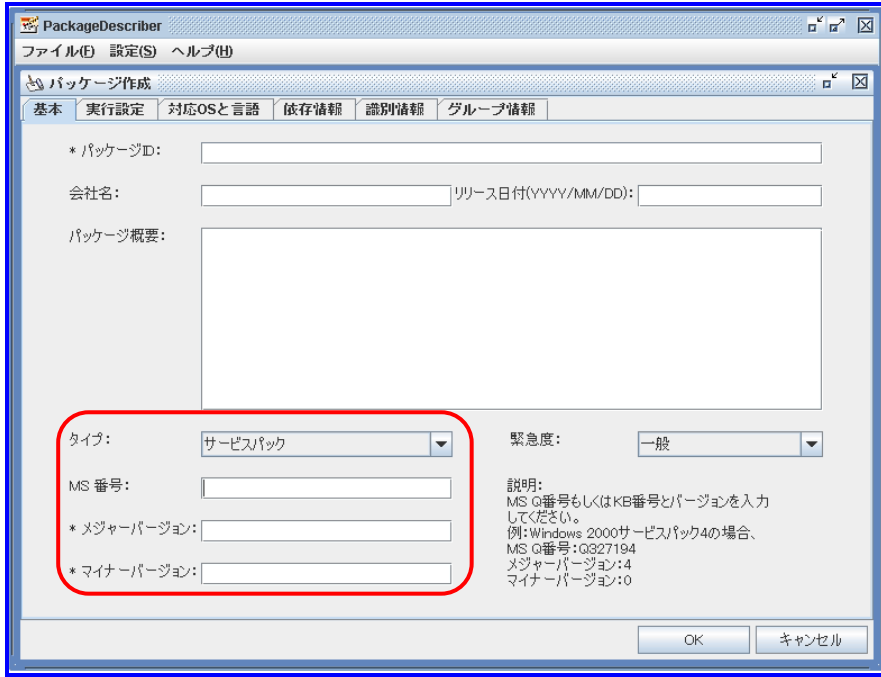 PackageDescriber
ファイル(F) 設定(S) ヘルプ(H)
パッケージ作成
基本 実行設定 対応OSと言語 依存情報 識別情報 グループ情報
* パッケージID:
会社名: リリース日付(YYYY/MM/DD):
パッケージ概要:
タイプ: サービスパック 緊急度: 一般
MS 番号:
* メジャーバージョン:
* マイナーバージョン:
説明:
MS Q番号もしくはKB番号とバージョンを入力
してください。
例:Windows 2000サービスパック4の場合、
MS Q番号:Q327194
メジャーバージョン:4
マイナーバージョン:0
OK キャンセル